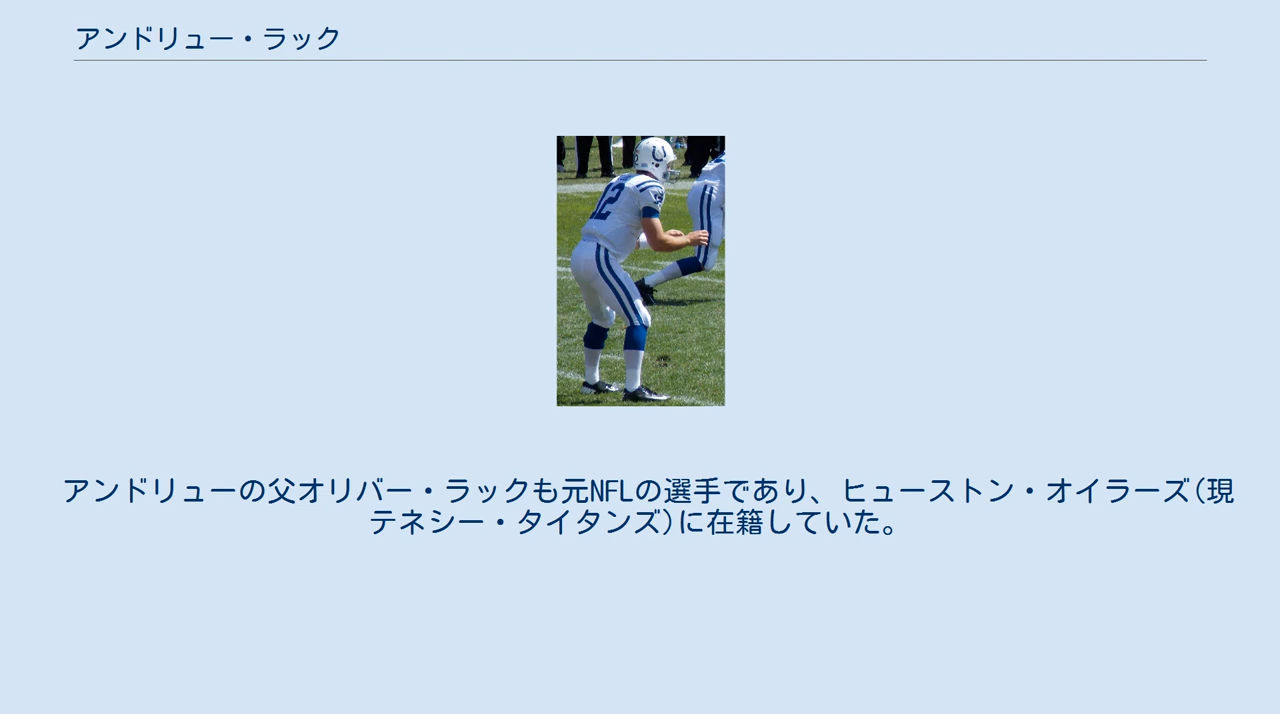 アンドリュー・ラック
12
アンドリューの父オリバー・ラックも元NFLの選手であり、ヒューストン・オイラーズ(現
テネシー・タイタンズ)に在籍していた。